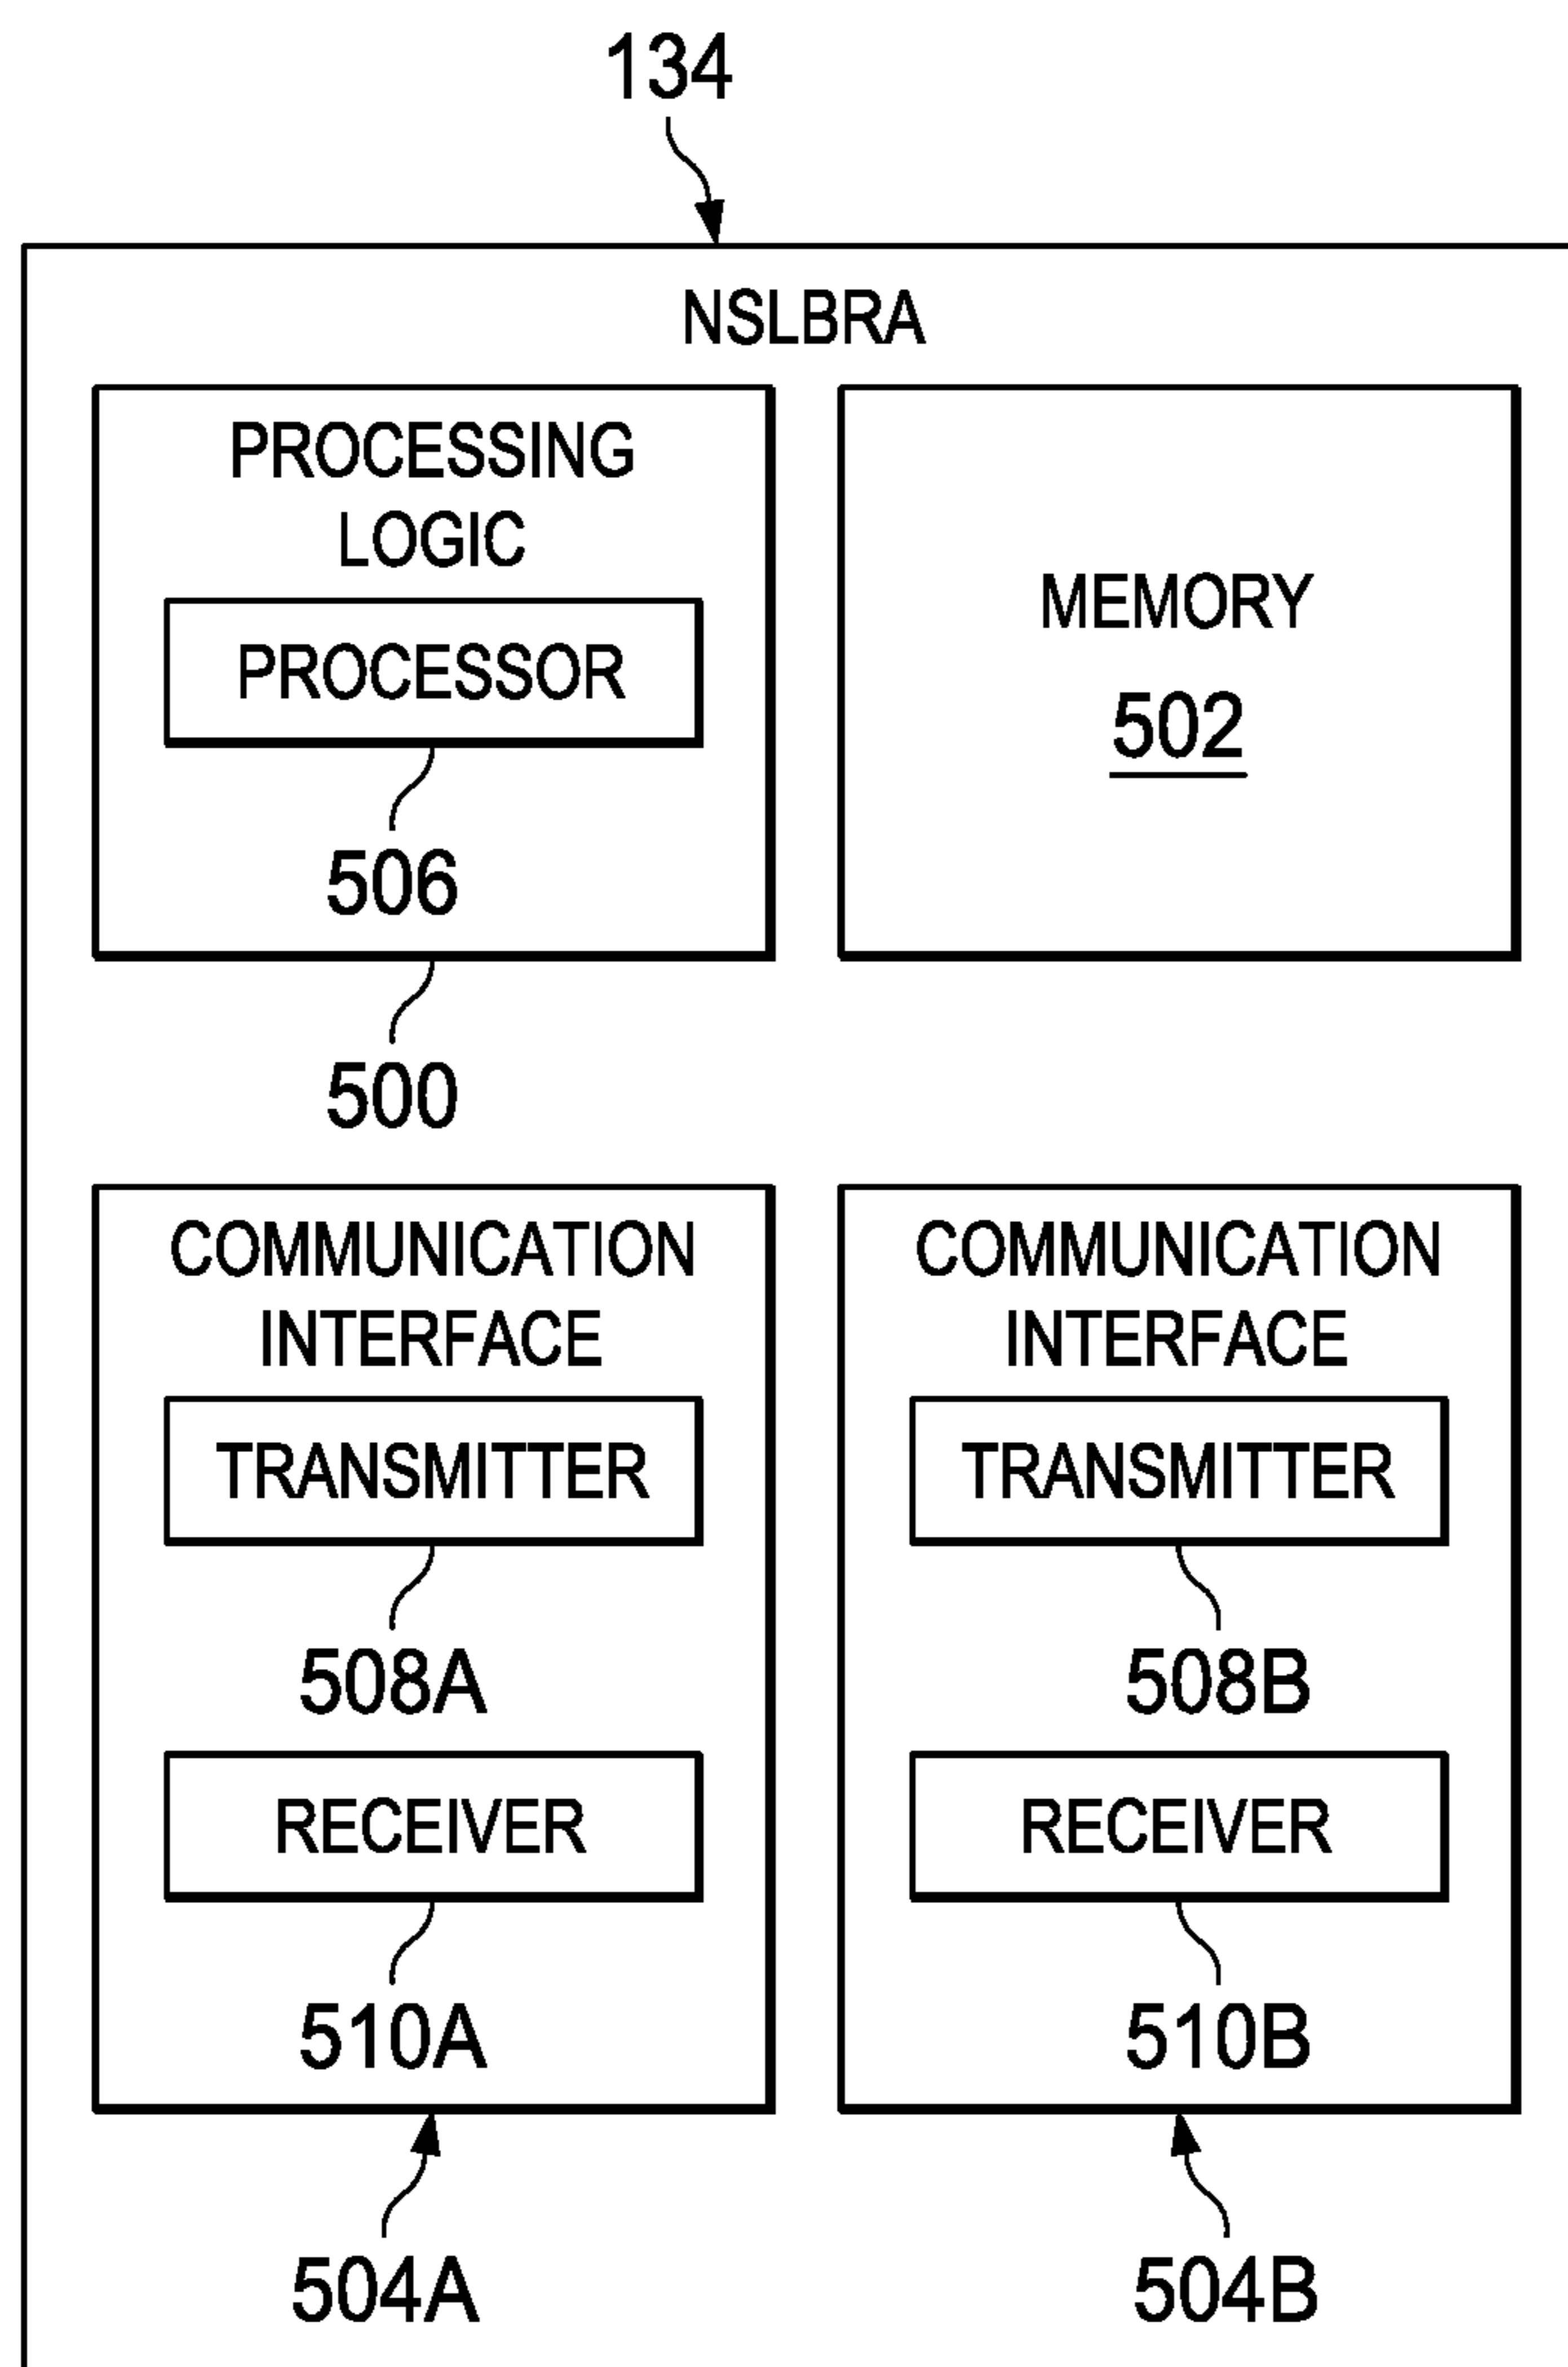 134
NSLBRA
PROCESSING
LOGIC
PROCESSOR
506
500
MEMORY
502
COMMUNICATION
INTERFACE
TRANSMITTER
508A
RECEIVER
510A
504A
COMMUNICATION
INTERFACE
TRANSMITTER
508B
RECEIVER
510B
504B